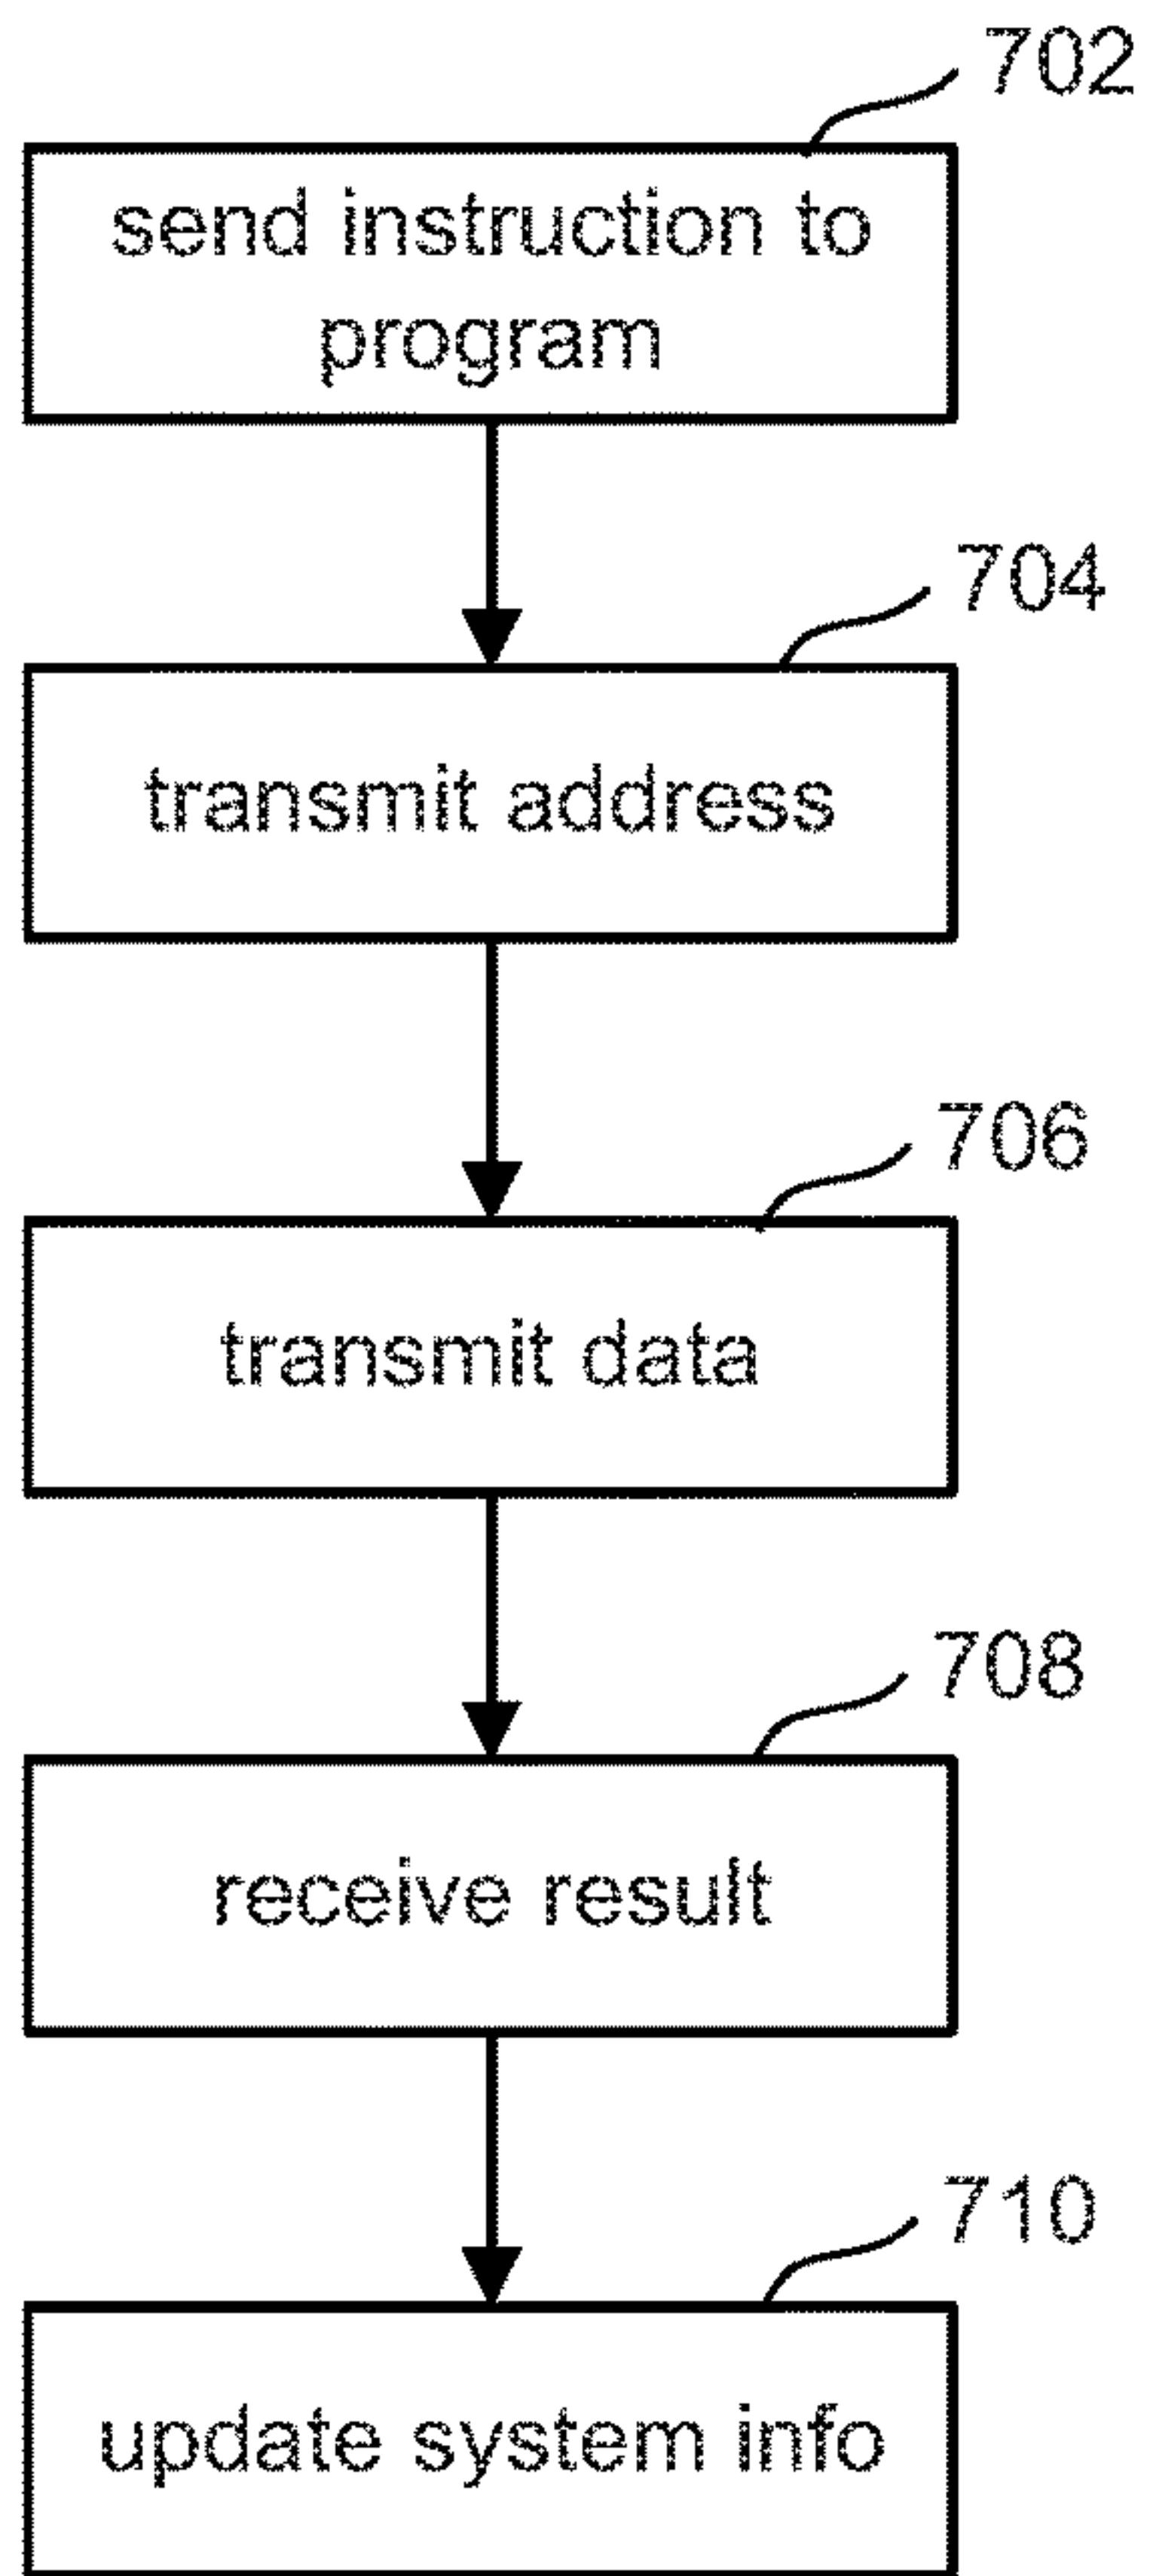 702
send instruction to
program
704
transmit address
706
transmit data
708
receive result
710
update system info